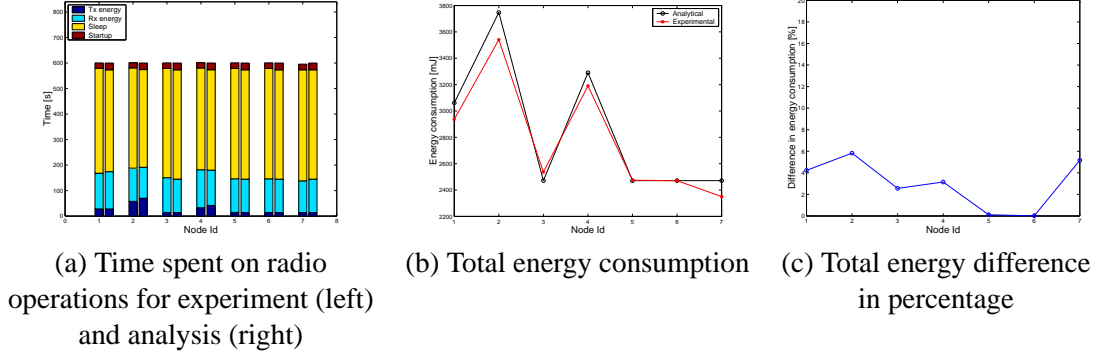 Tx energy
Rx energy
Sleep
Startup
800
700
600
500
400
300
200
100
0
Time [s]
0 1 2 3 4 5 6 7 8
Node Id
Analytical
Experimental
3800
3600
3400
3200
3000
2800
2600
2400
2200
Energy consumption [mJ]
1 2 3 4 5 6 7
Node Id
20
18
16
14
12
10
8
6
4
2
0
Difference in energy consumption [%]
1 2 3 4 5 6 7
Node Id
(a) Time spent on radio
operations for experiment (left)
and analysis (right)
(b) Total energy consumption
(c) Total energy difference
in percentage